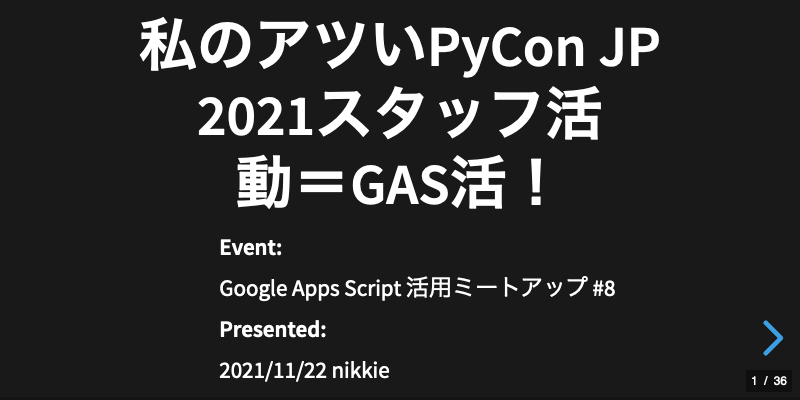 私のアツいPyCon JP
2021スタッフ活
動＝GAS活！
Event:
Google Apps Script 活用ミートアップ #8
Presented:
2021/11/22 nikkie
1 / 36